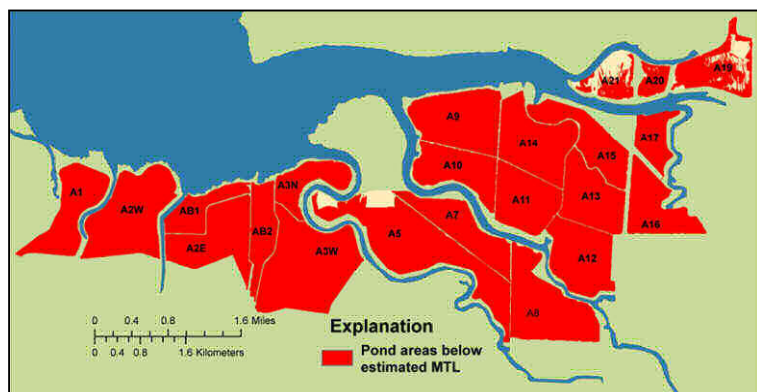 A19
A21
A20
A9
A17
A14
A15
A10
A3N
A1
A2W
A13
A16
AB1
A11
A7
AB2
A5
A2E
A3W
A12
A8
0 0.4 0.8 1.6 Miles
0 0.4 0.8 1.6 Kilometers
Explanation
Pond areas below
estimated MTL